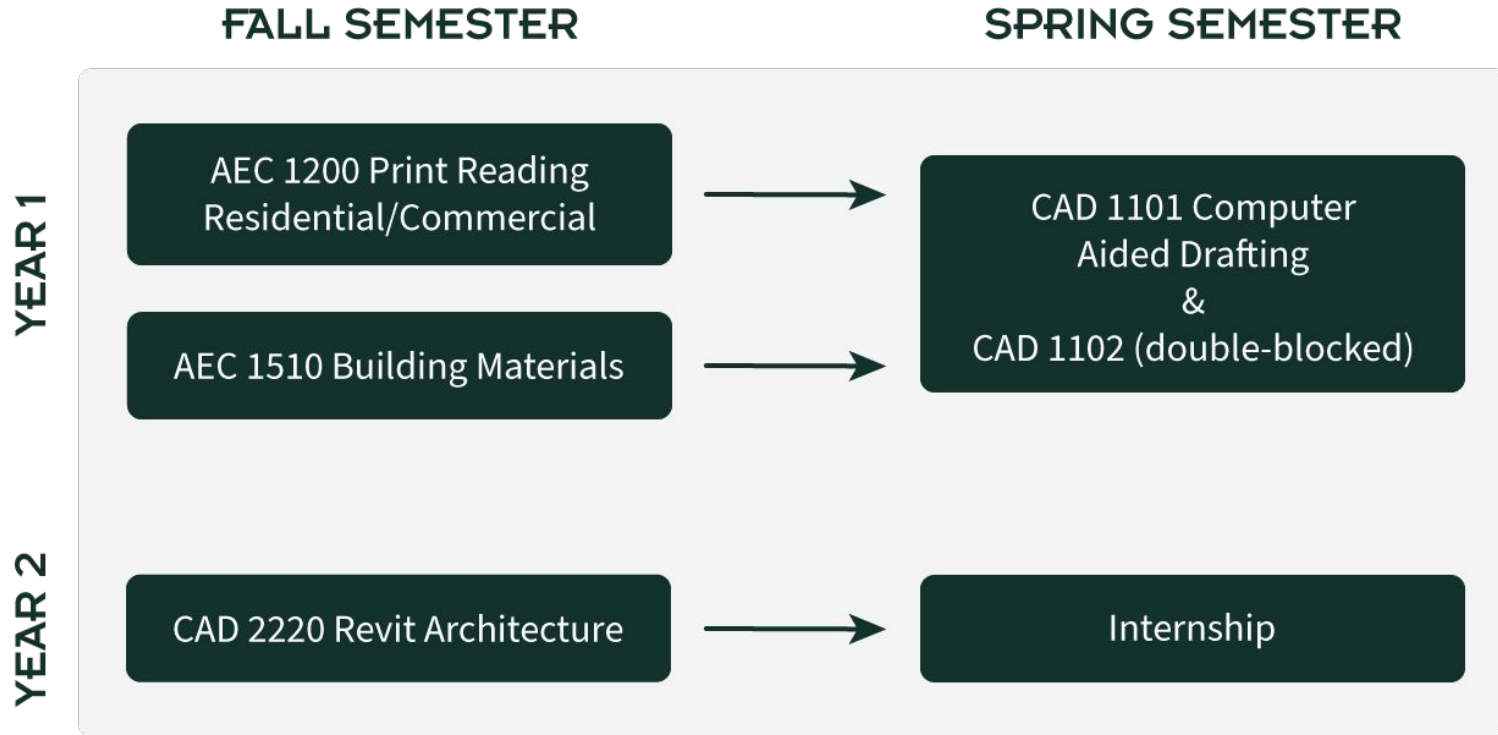 FALL SEMESTER
SPRING SEMESTER
YEAR 1
AEC 1200 Print Reading
Residential/Commercial
CAD 1101 Computer
Aided Drafting
&
CAD 1102 (double-blocked)
AEC 1510 Building Materials
YEAR 2
CAD 2220 Revit Architecture
Internship